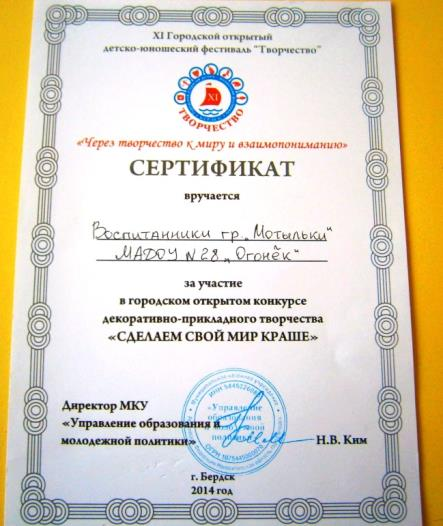 XI Городской открытый
детско-юношеский фестиваль "Творчество"
XI
ТВОРЧЕСТВО
«Через творчество к миру и взаимопониманию»
СЕРТИФИКАТ
вручается
Воспитанники гр. „Мотыльки"
МАДОУ N 28 „Огонёк"
за участие
в городском открытом конкурсе
декоративно-прикладного творчества
«СДЕЛАЕМ СВОЙ МИР КРАШЕ»
Директор МКУ
«Управление образования и
молодежной политики»
Н.В. Ким
«Управление
образования
г. Бердск
2014 год